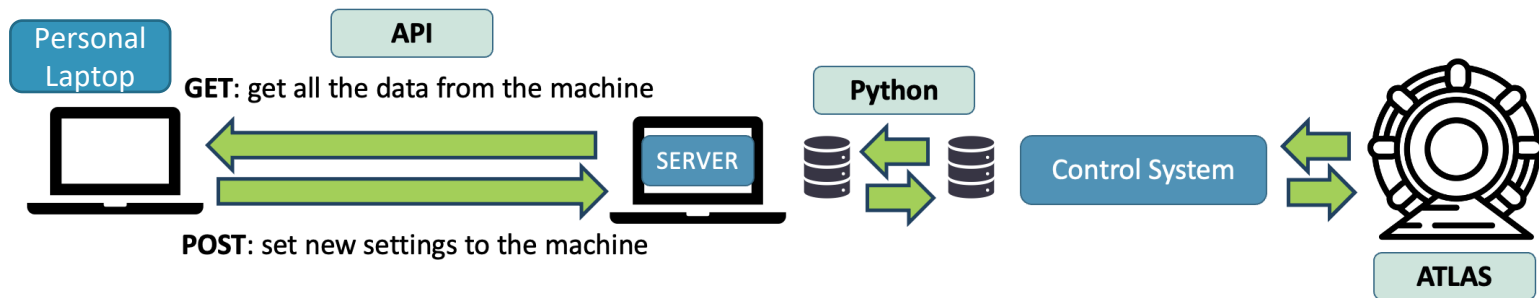 Personal
Laptop
API
GET: get all the data from the machine
Python
SERVER
Control System
POST: set new settings to the machine
ATLAS